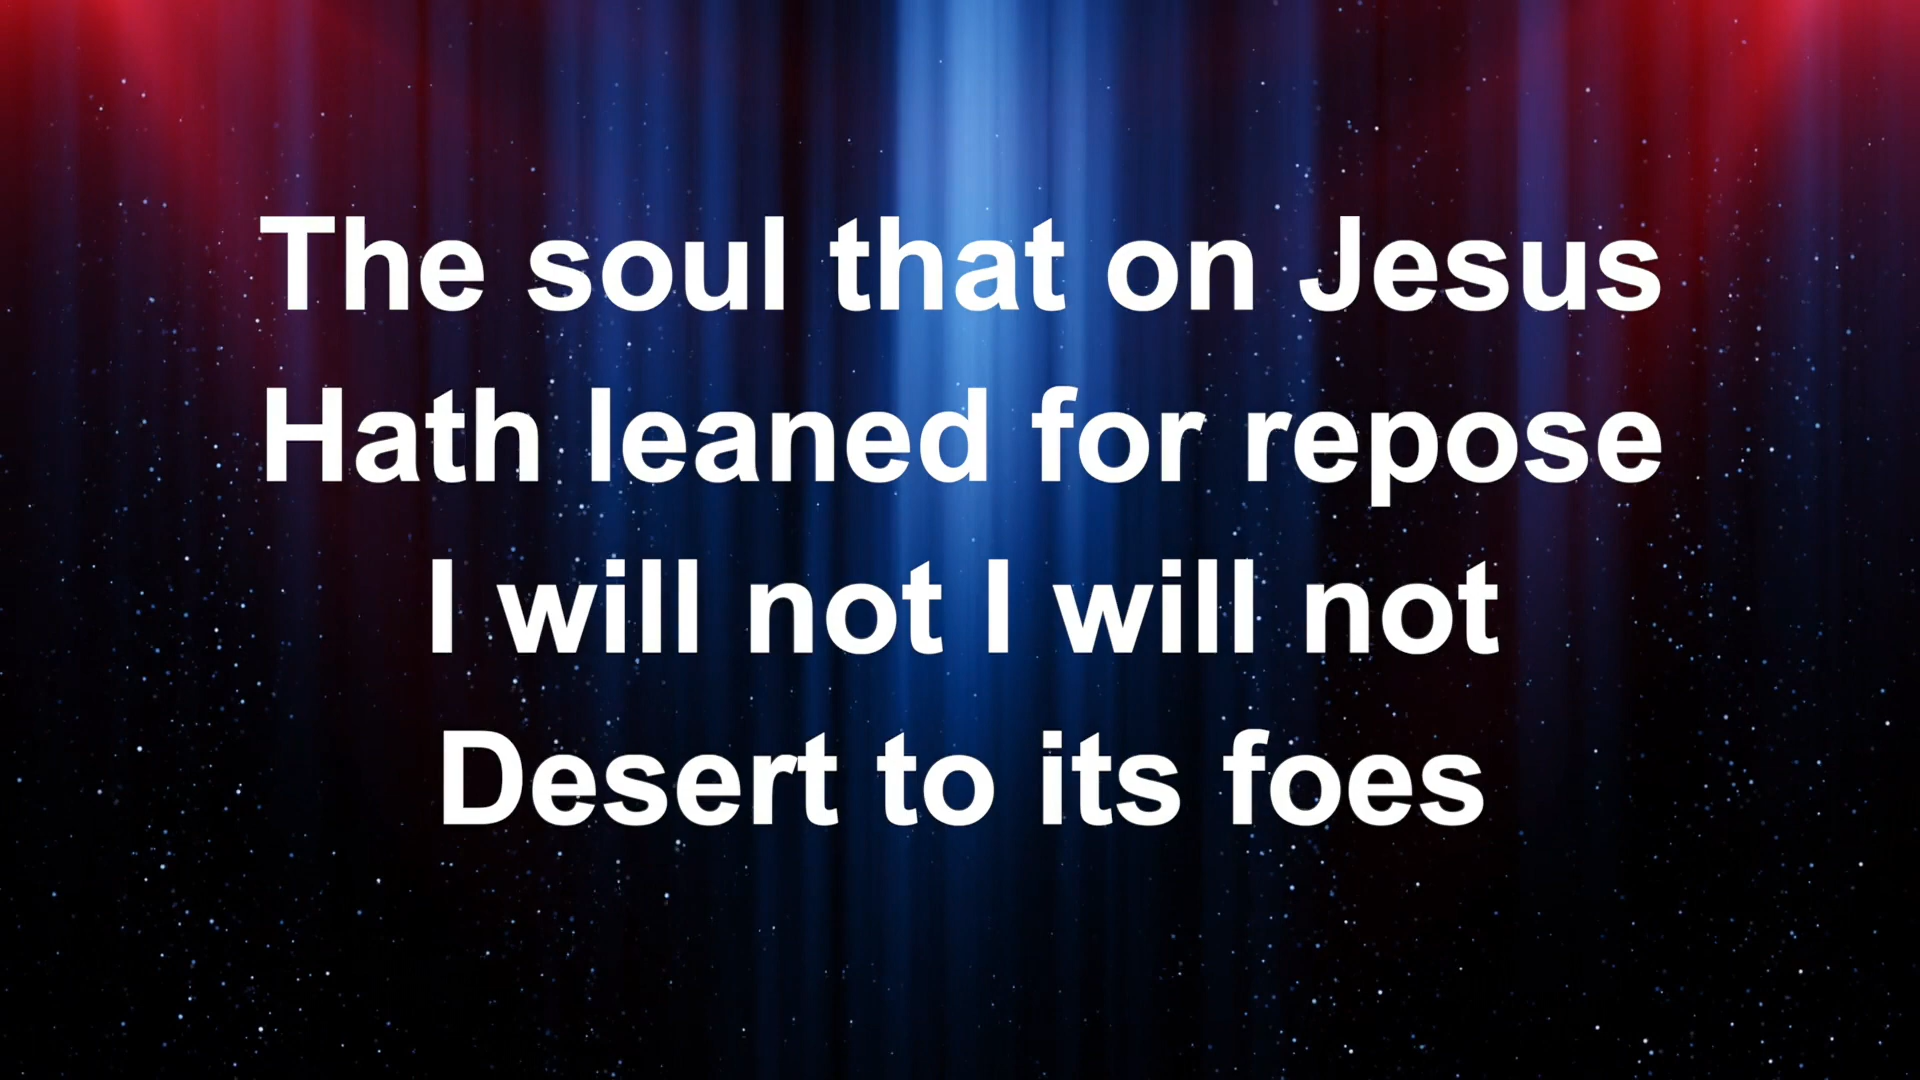 The soul that on Jesus
Hath leaned for repose
I will not I will not
Desert to its foes